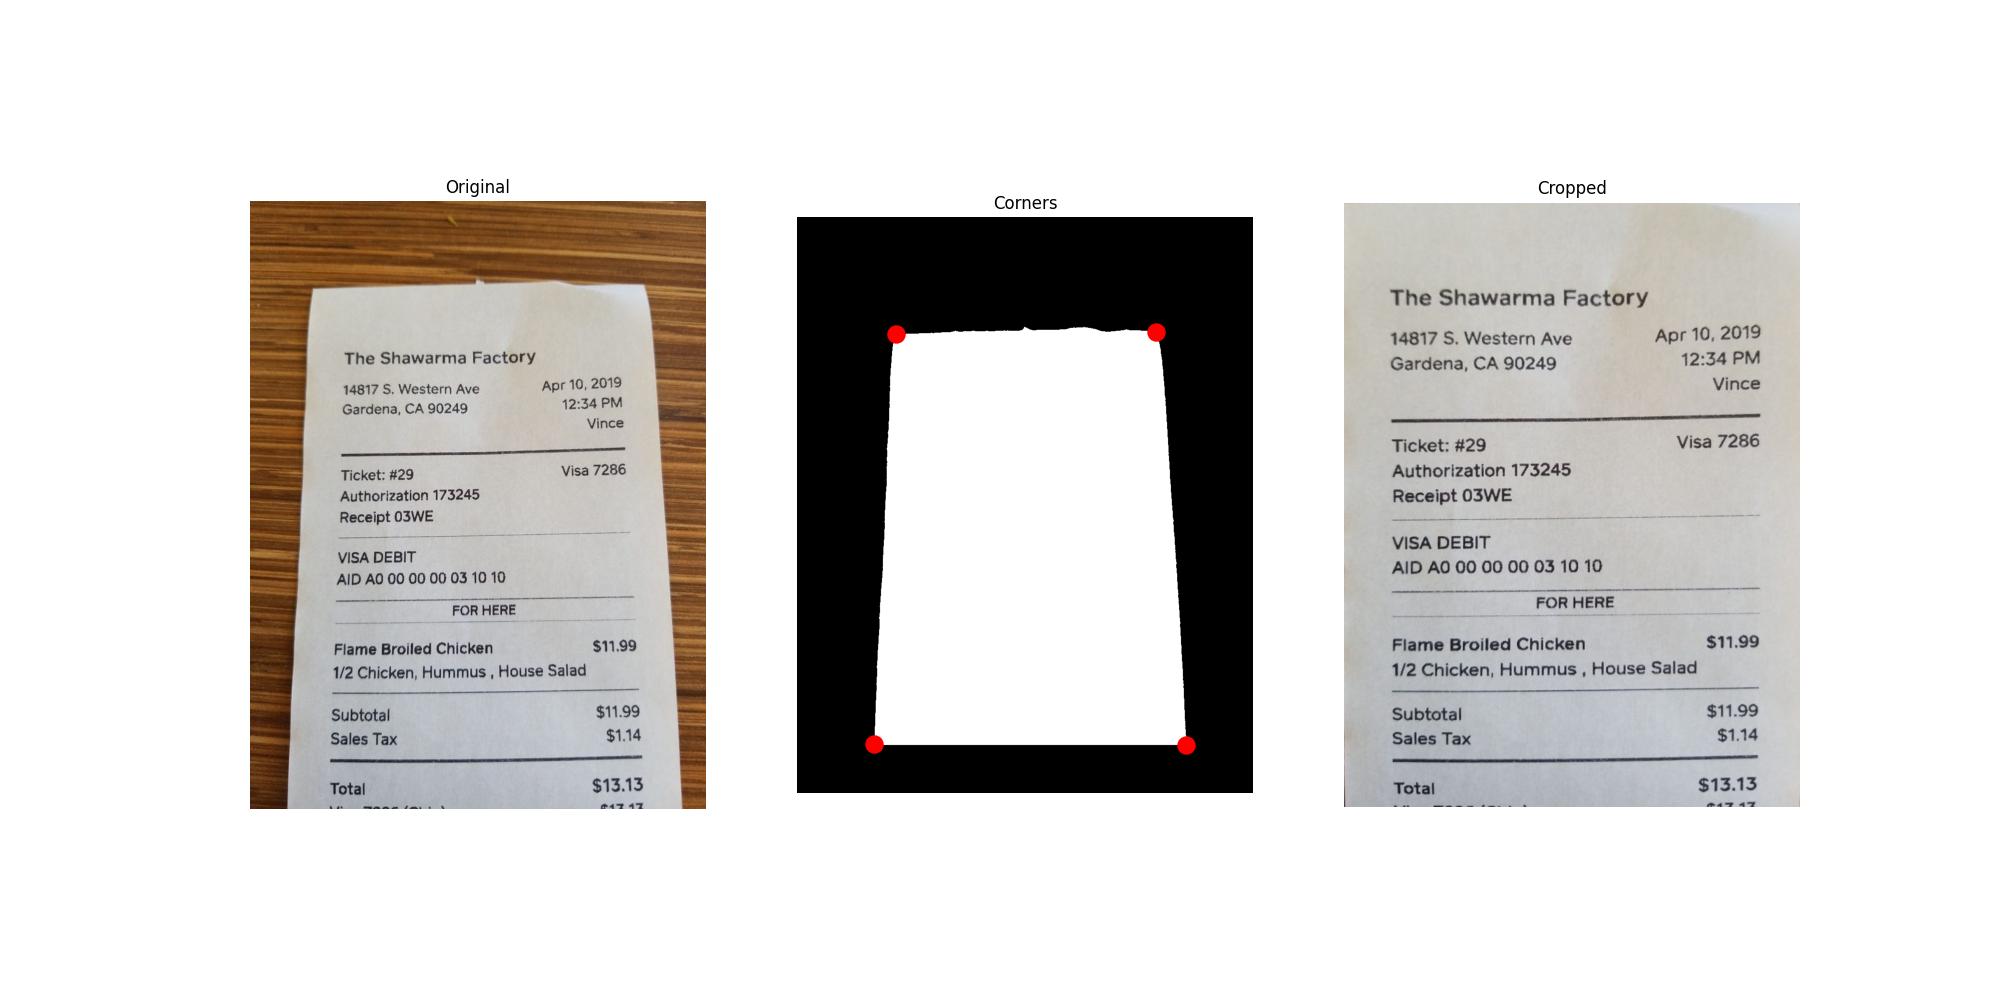 Original
The Shawarma Factory
14817 S. Western Ave
Gardena, CA 90249
Apr 10, 2019
12:34 PM
Vince
Ticket: #29
Visa 7286
Authorization 173245
Receipt 03WE
VISA DEBIT
AID A0 00 00 00 03 10 10
FOR HERE
Flame Broiled Chicken $11.99
1/2 Chicken, Hummus , House Salad
Subtotal $11.99
Sales Tax $1.14
Total $13.13
Corners
Cropped
The Shawarma Factory
14817 S. Western Ave
Gardena, CA 90249
Apr 10, 2019
12:34 PM
Vince
Ticket: #29
Visa 7286
Authorization 173245
Receipt 03WE
VISA DEBIT
AID A0 00 00 00 03 10 10
FOR HERE
Flame Broiled Chicken $11.99
1/2 Chicken, Hummus , House Salad
Subtotal $11.99
Sales Tax $1.14
Total $13.13